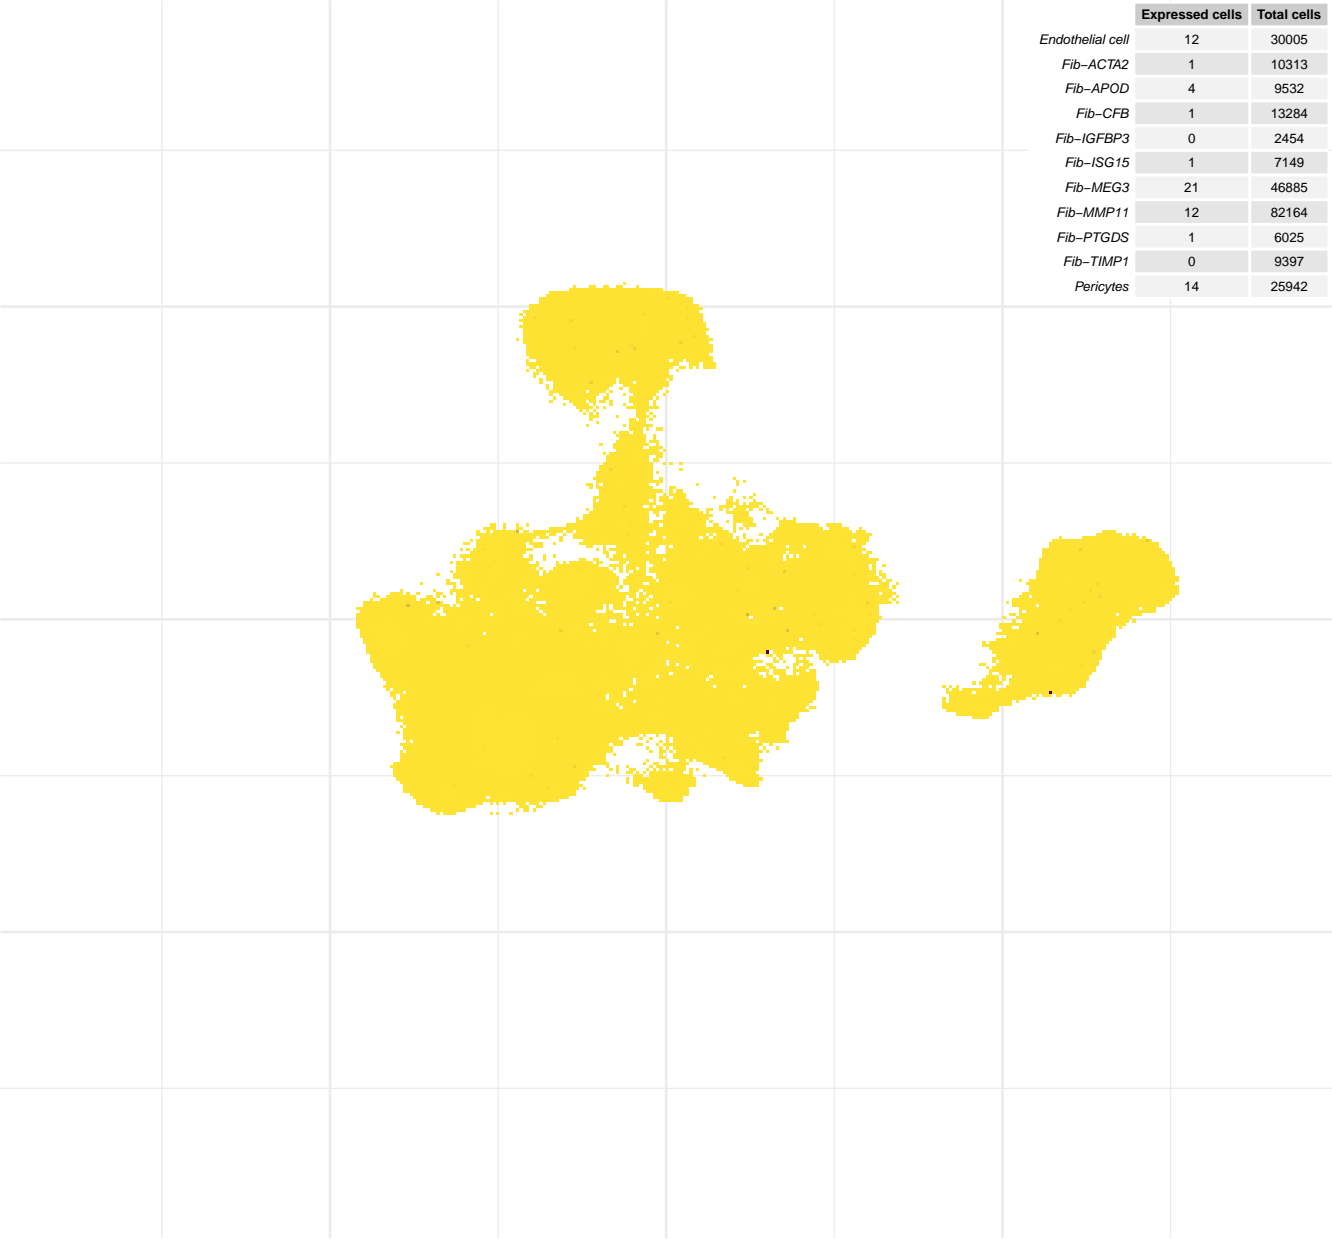 Expressed cells Total cells
Endothelial cell 12 30005
Fib−ACTA2 1 10313
Fib−APOD 4 9532
Fib−CFB 1 13284
Fib−IGFBP3 0 2454
Fib−ISG15 1 7149
Fib−MEG3 21 46885
Fib−MMP11 12 82164
Fib−PTGDS 1 6025
Fib−TIMP1 0 9397
Pericytes 14 25942